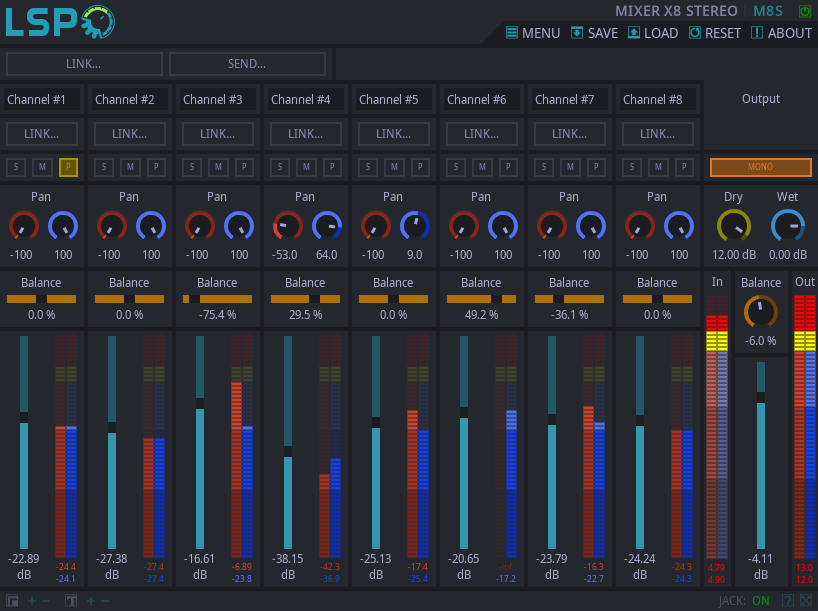 LSP
MIXER X8 STEREO M8S
MENU SAVE LOAD RESET ABOUT
LINK... SEND...
Channel #1 Channel #2 Channel #3 Channel #4 Channel #5 Channel #6 Channel #7 Channel #8 Output
LINK... LINK... LINK... LINK... LINK... LINK... LINK... LINK...
S M P S M P S M P S M P S M P S M P S M P S M P MONO
Pan Pan Pan Pan Pan Pan Pan Pan Dry Wet
-100 100 -100 100 -100 100 -53.0 64.0 -100 9.0 -100 100 -100 100 -100 100 12.00 dB 0.00 dB
Balance Balance Balance Balance Balance Balance Balance Balance In Balance Out
0.0 % 0.0 % -75.4 % 29.5 % 0.0 % 49.2 % -36.1 % 0.0 % -6.0 %
-22.89 dB -24.4 -24.1
-27.38 dB -27.4 -27.4
-16.61 dB -6.89 -23.8
-38.15 dB -42.3 -36.9
-25.13 dB -17.4 -25.4
-20.65 dB -inf -17.2
-23.79 dB -16.3 -22.7
-24.24 dB -24.3 -24.3
4.79 4.90
-4.11 dB
13.0 12.0
JACK: ON